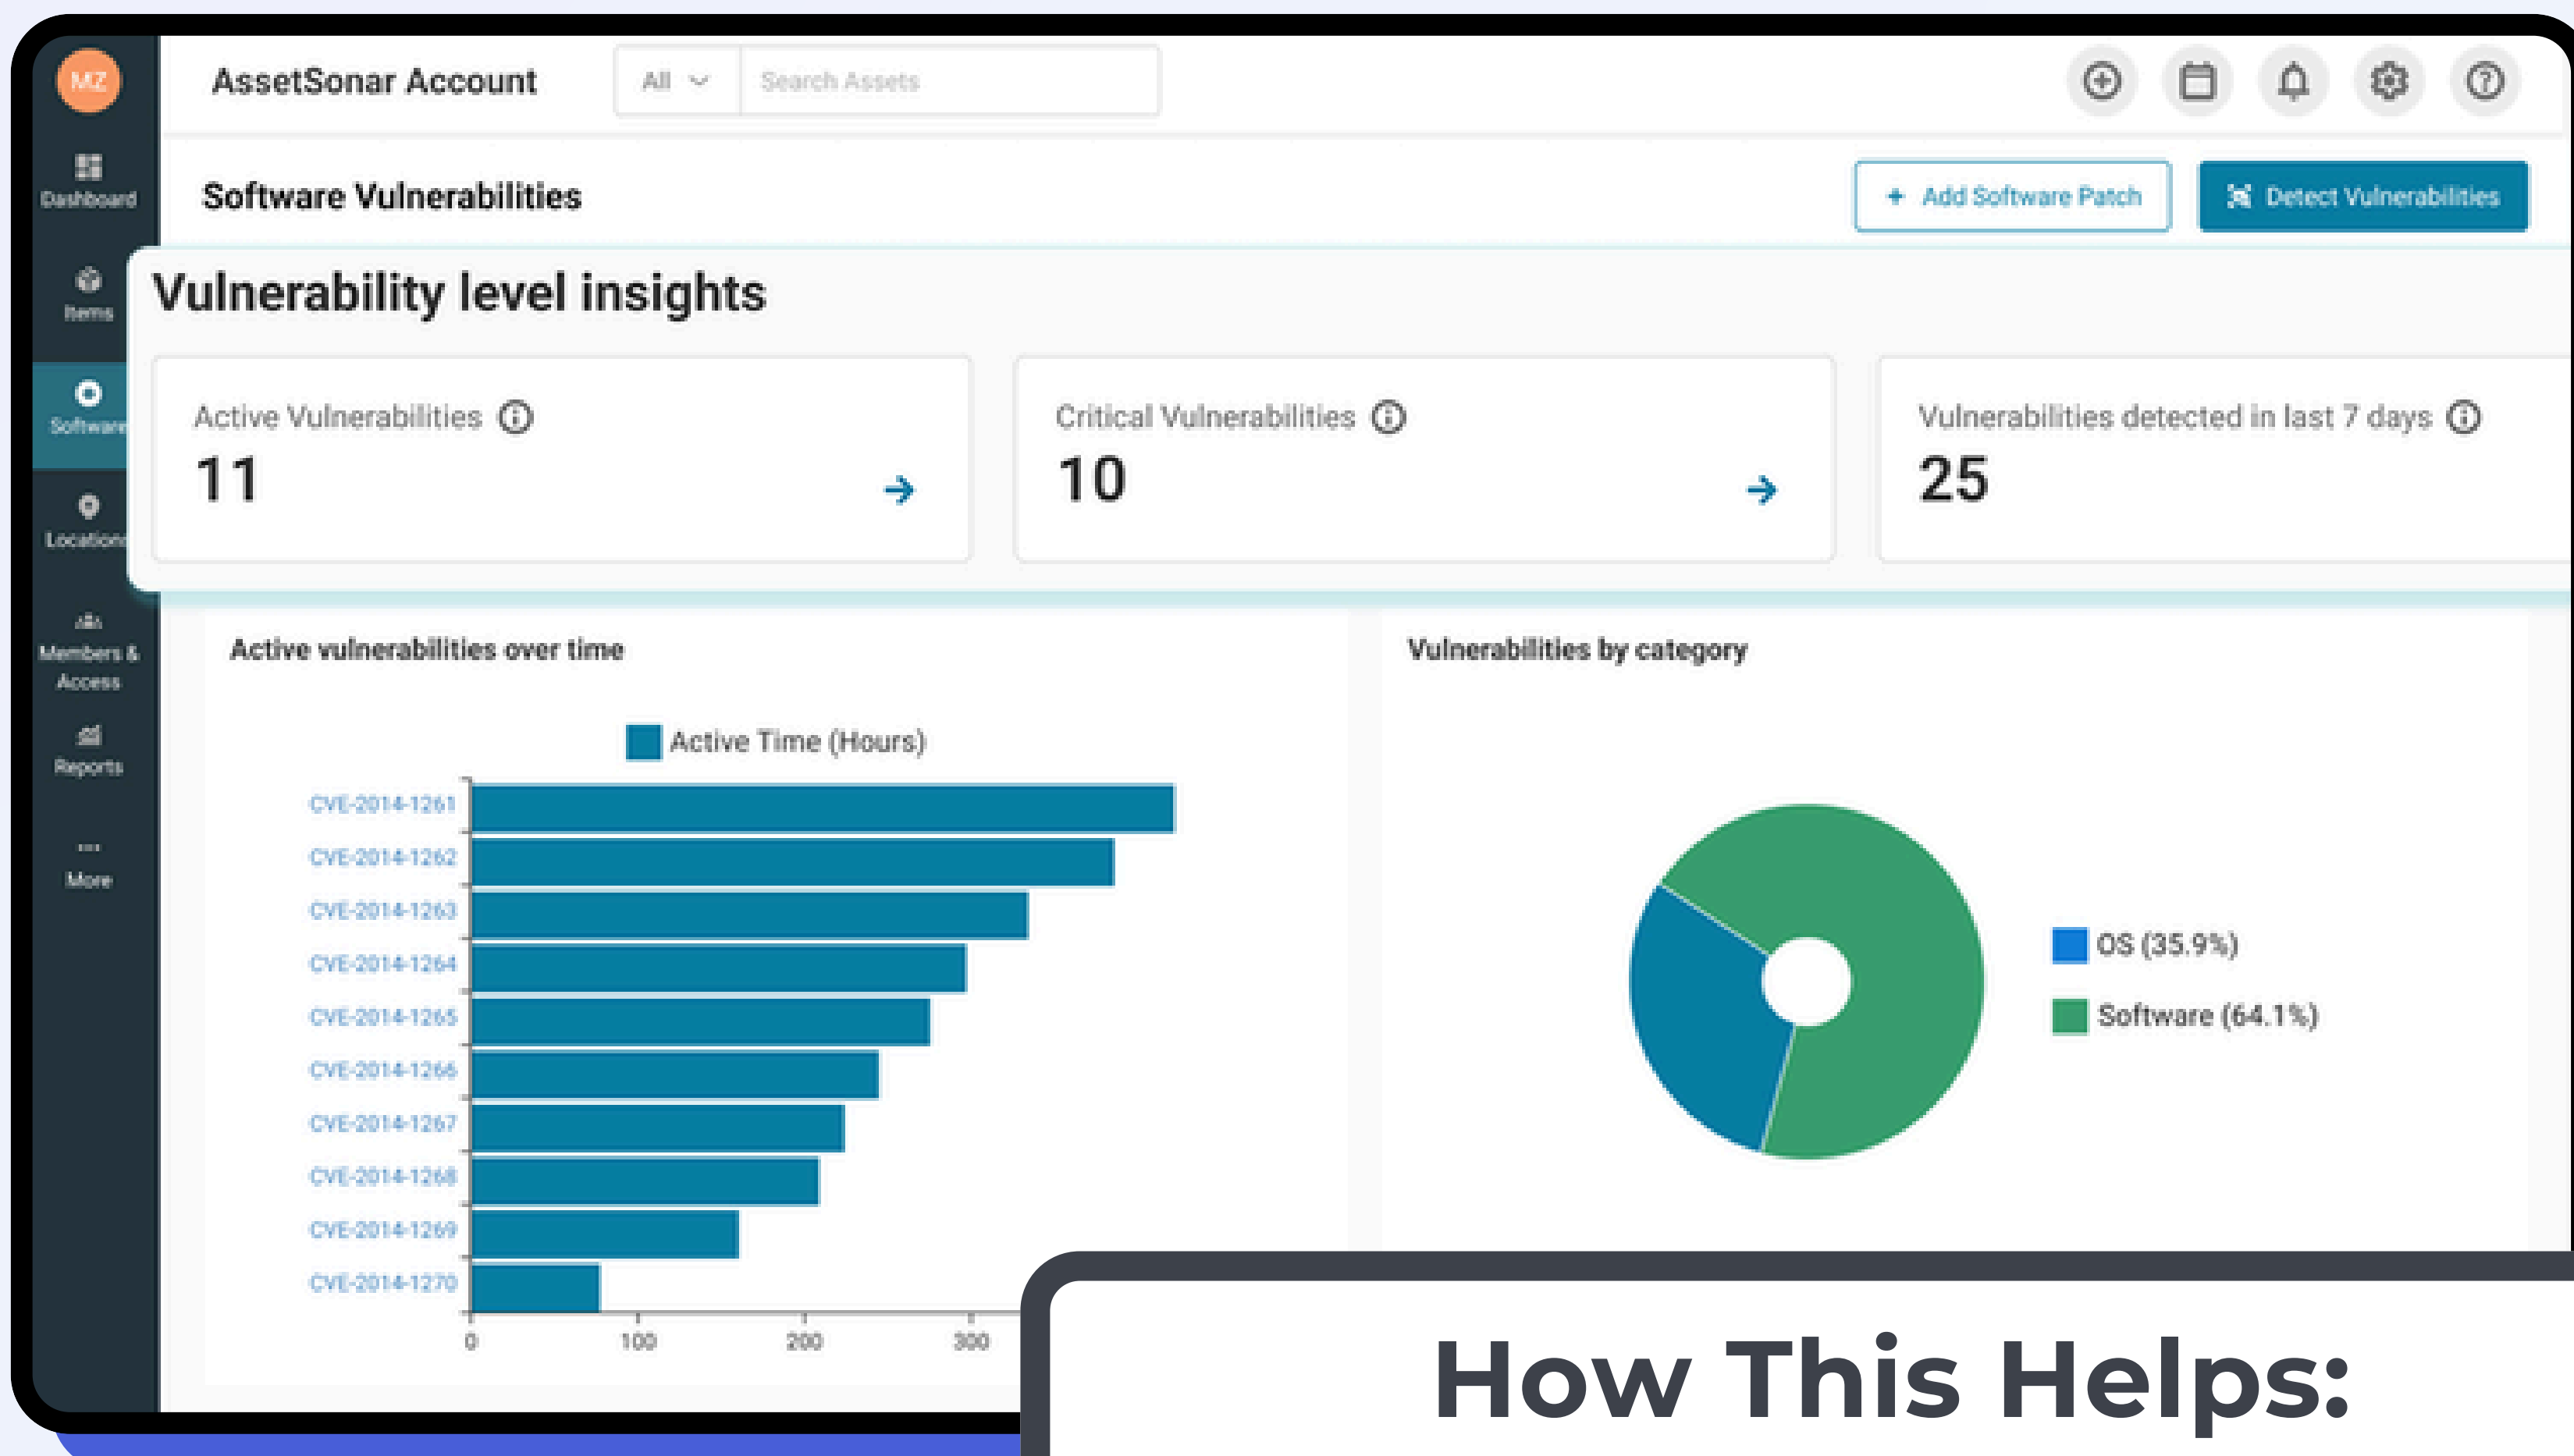 MZ
AssetSonar Account
All
Search Assets
Dashboard
Items
Software
Locations
Members &
Access
Reports
More
Software Vulnerabilities
+ Add Software Patch
Detect Vulnerabilities
Vulnerability level insights
Active Vulnerabilities
11
Critical Vulnerabilities
10
Vulnerabilities detected in last 7 days
25
Active vulnerabilities over time
Active Time (Hours)
CVE-2014-1261
CVE-2014-1262
CVE-2014-1263
CVE-2014-1264
CVE-2014-1265
CVE-2014-1266
CVE-2014-1267
CVE-2014-1268
CVE-2014-1269
CVE-2014-1270
0 100 200 300
Vulnerabilities by category
OS (35.9%)
Software (64.1%)
How This Helps: